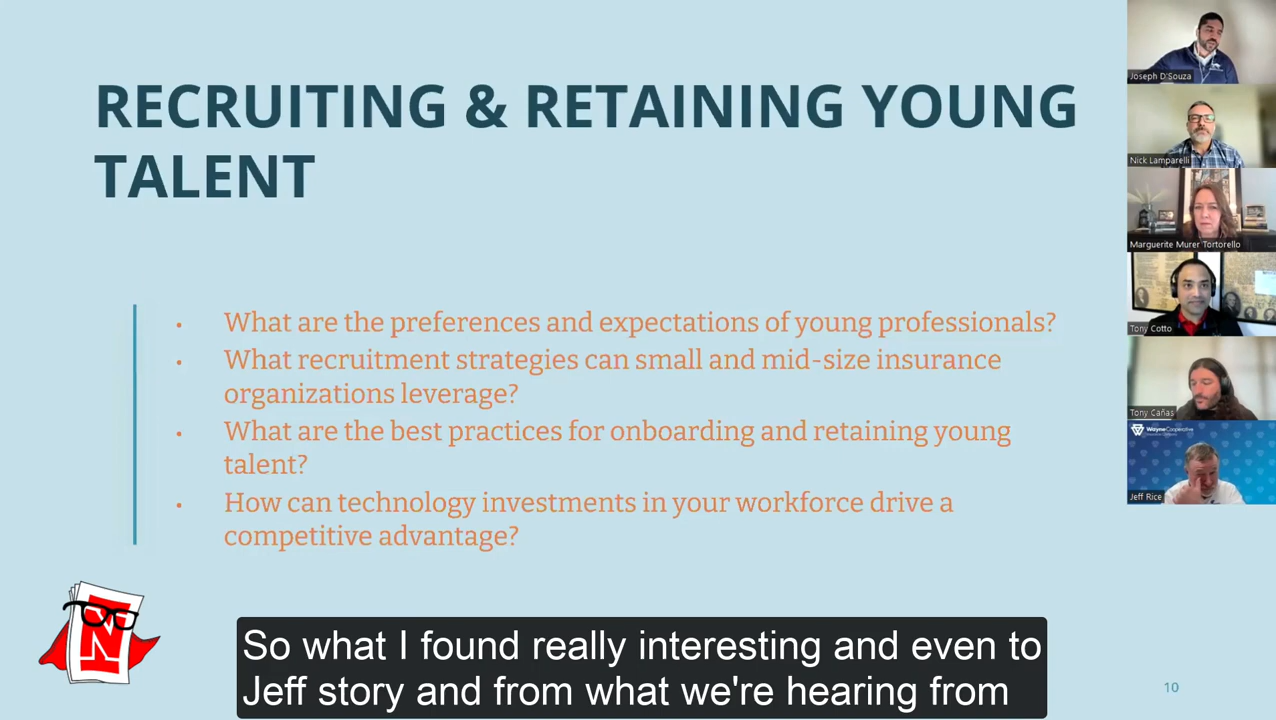 RECRUITING & RETAINING YOUNG
TALENT
• What are the preferences and expectations of young professionals?
• What recruitment strategies can small and mid-size insurance
organizations leverage?
• What are the best practices for onboarding and retaining young
talent?
• How can technology investments in your workforce drive a
competitive advantage?
N
So what I found really interesting and even to
Jeff story and from what we're hearing from
10
Joseph D'Souza
Nick Lamparelli
Marguerite Murer Tortorello
Tony Cotto
Tony Cañas
WayneCooperative
Jeff Rice